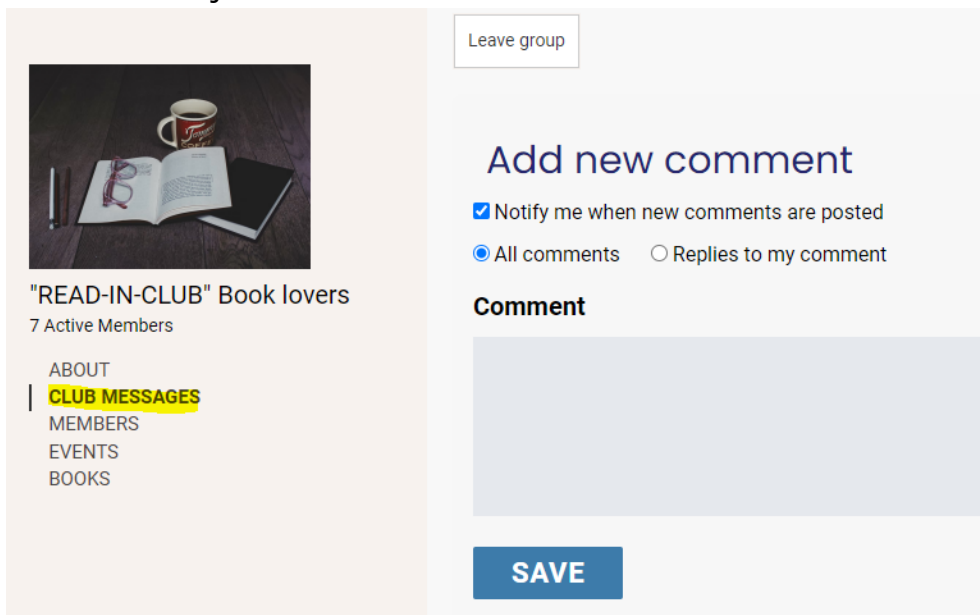 Leave group
"READ-IN-CLUB" Book lovers
7 Active Members
ABOUT
CLUB MESSAGES
MEMBERS
EVENTS
BOOKS
Add new comment
Notify me when new comments are posted
All comments
Replies to my comment
Comment
SAVE